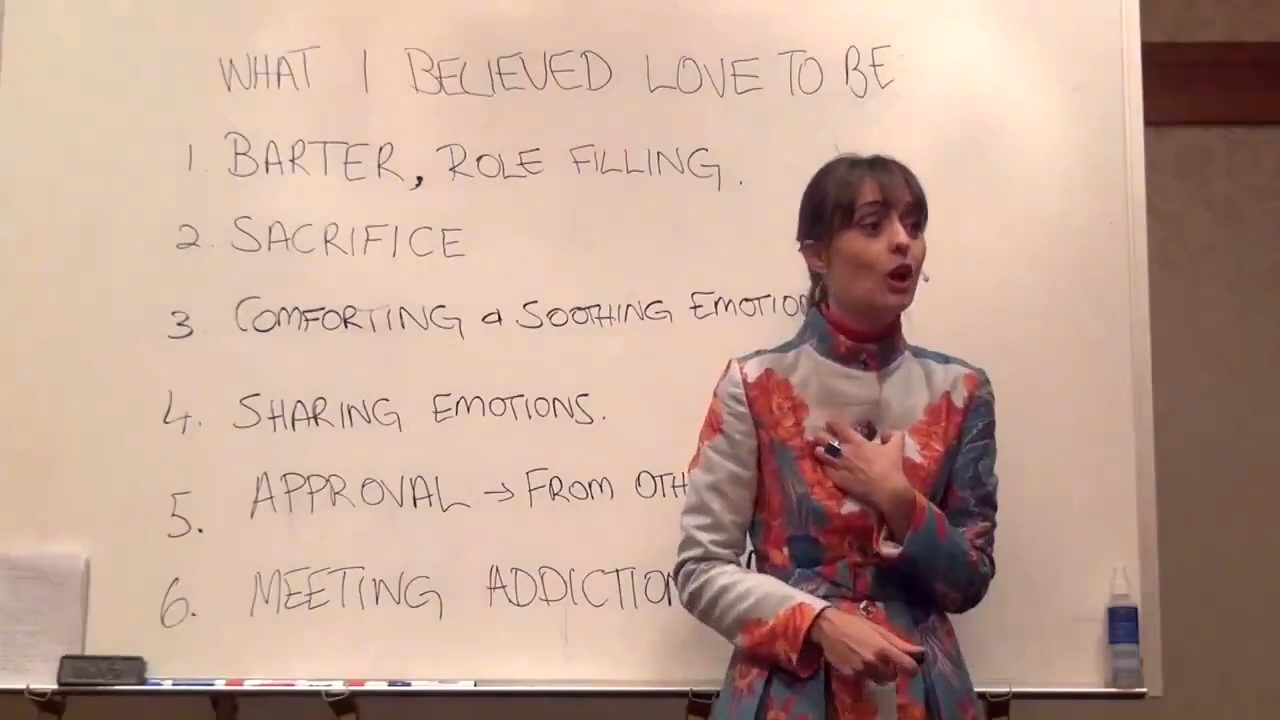 WHAT I BELIEVED LOVE TO BE
1. BARTER, ROLE FILLING.
2. SACRIFICE
3. COMFORTING & SOOTHING
4. SHARING EMOTIONS.
5. APPROVAL → FROM
6. MEETING